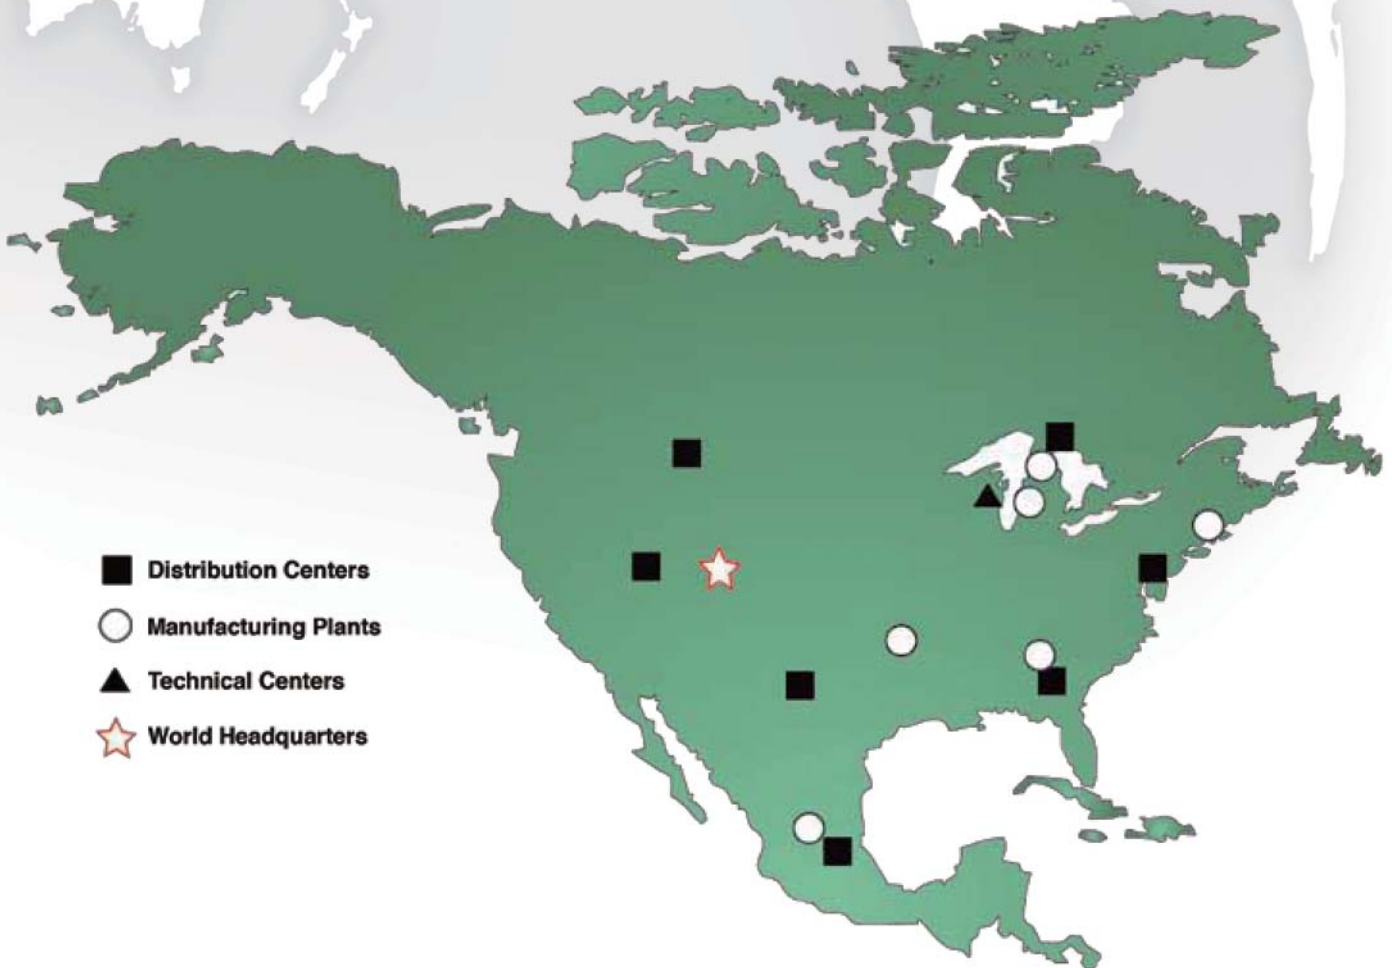 Distribution Centers
Manufacturing Plants
Technical Centers
World Headquarters